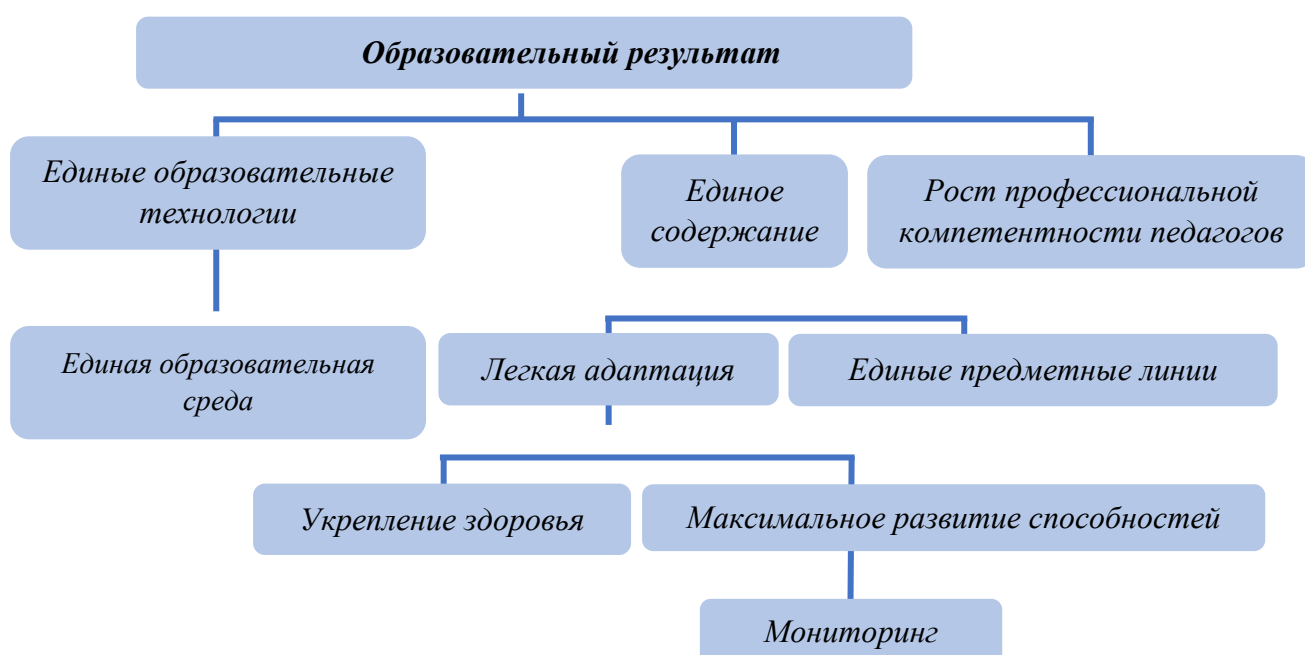 Образовательный результат
Единые образовательные
технологии
Единое
содержание
Рост профессиональной
компетентности педагогов
Единая образовательная
среда
Легкая адаптация
Единые предметные линии
Укрепление здоровья
Максимальное развитие способностей
Мониторинг